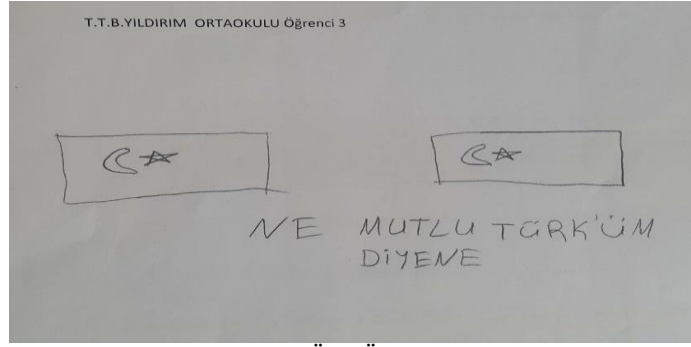 T.T.B.YILDIRIM ORTAOKULU Öğrenci 3
NE MUTLU TÜRK'ÜM
DİYENE